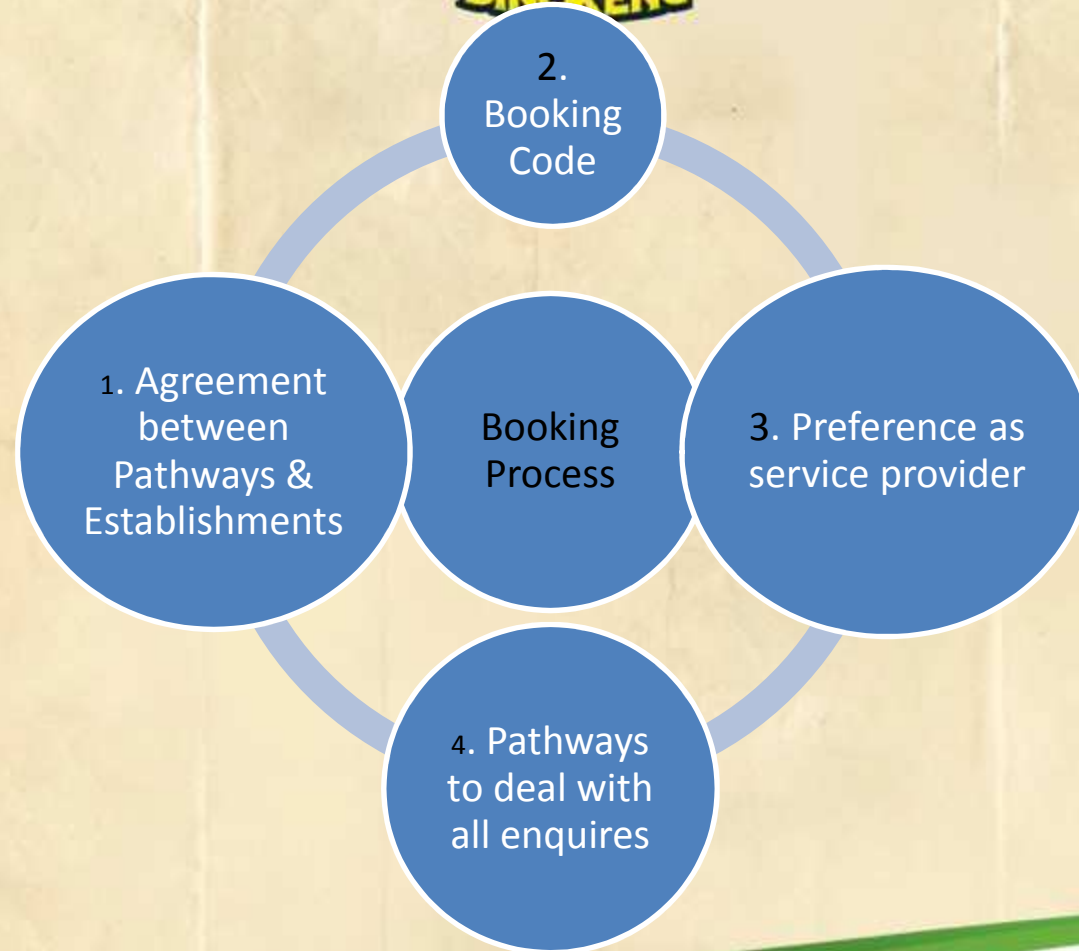 2.
Booking
Code
1. Agreement
between
Pathways &
Establishments
Booking
Process
3. Preference as
service provider
4. Pathways
to deal with
all enquires